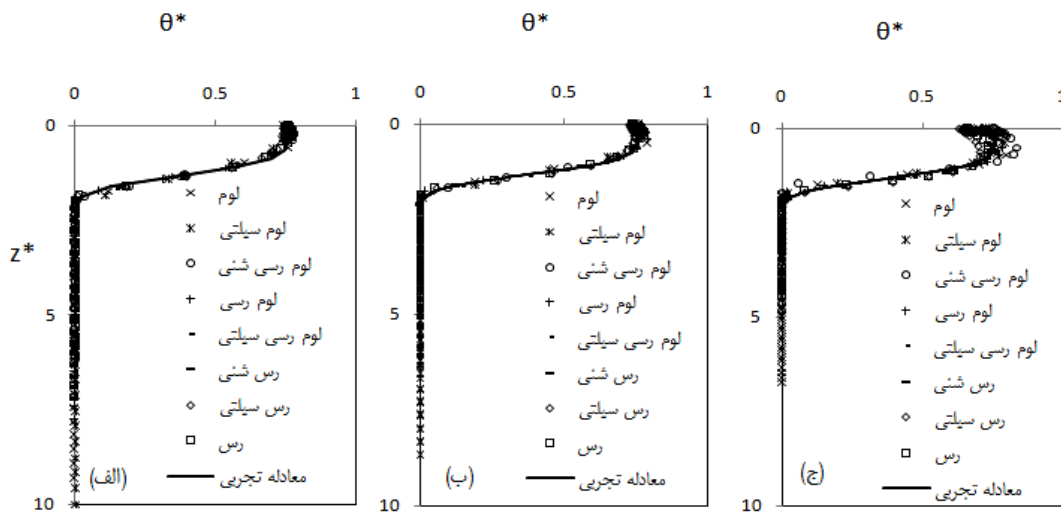 θ*
0
0.5
1
0
5
10
z*
لوم
لوم سیلتی
لوم رسی شنی
لوم رسی
لوم رسی سیلتی
رس شنی
رس سیلتی
رس
معادله تجربی
(الف)
θ*
0
0.5
1
0
5
10
لوم
لوم سیلتی
لوم رسی شنی
لوم رسی
لوم رسی سیلتی
رس شنی
رس سیلتی
رس
معادله تجربی
(ب)
θ*
0
0.5
1
0
5
10
لوم
لوم سیلتی
لوم رسی شنی
لوم رسی
لوم رسی سیلتی
رس شنی
رس سیلتی
رس
معادله تجربی
(ج)